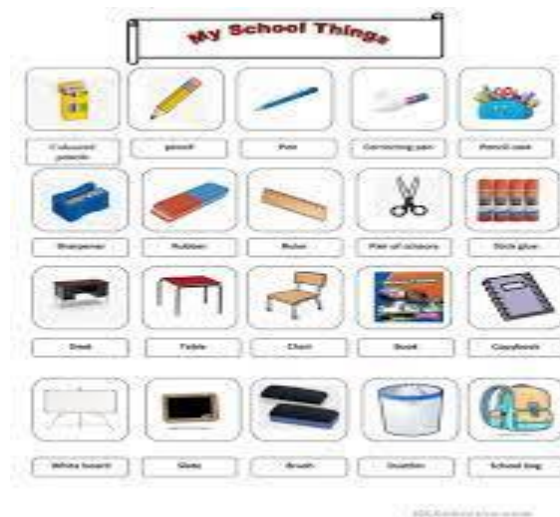 My School Things
Coloured
pencils
pencil
Pen
Correcting pen
Pencil case
Sharpener
Rubber
Ruler
Pair of scissors
Stick glue
Desk
Table
Chair
Book
Copybook
White board
Slate
Brush
Dustbin
School bag